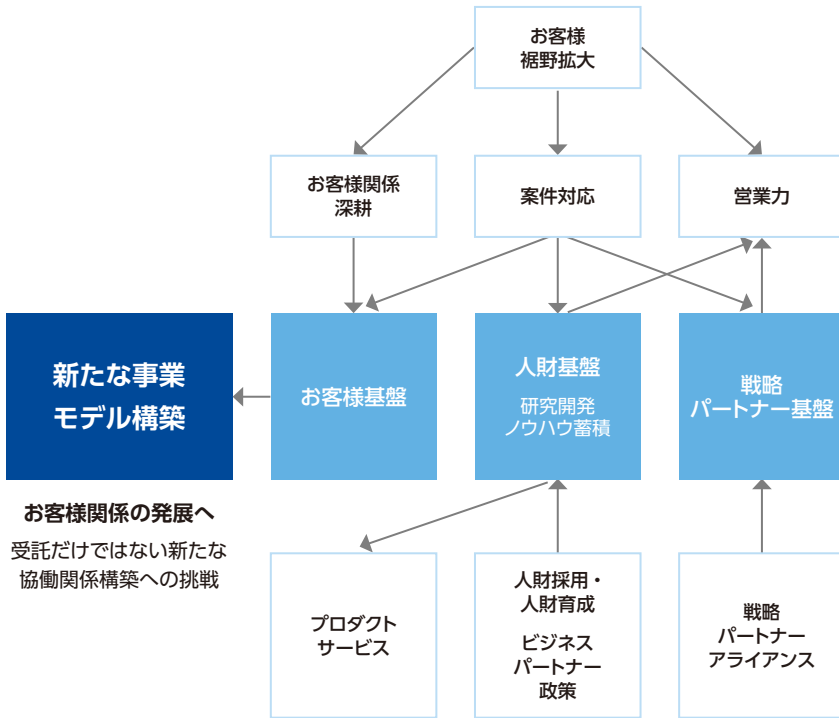 お客様
裾野拡大
お客様関係
深耕
案件対応
営業力
新たな事業
モデル構築
お客様基盤
人財基盤
研究開発
ノウハウ蓄積
戦略
パートナー基盤
お客様関係の発展へ
受託だけではない新たな
協働関係構築への挑戦
プロダクト
サービス
人財採用・
人財育成
ビジネス
パートナー
政策
戦略
パートナー
アライアンス